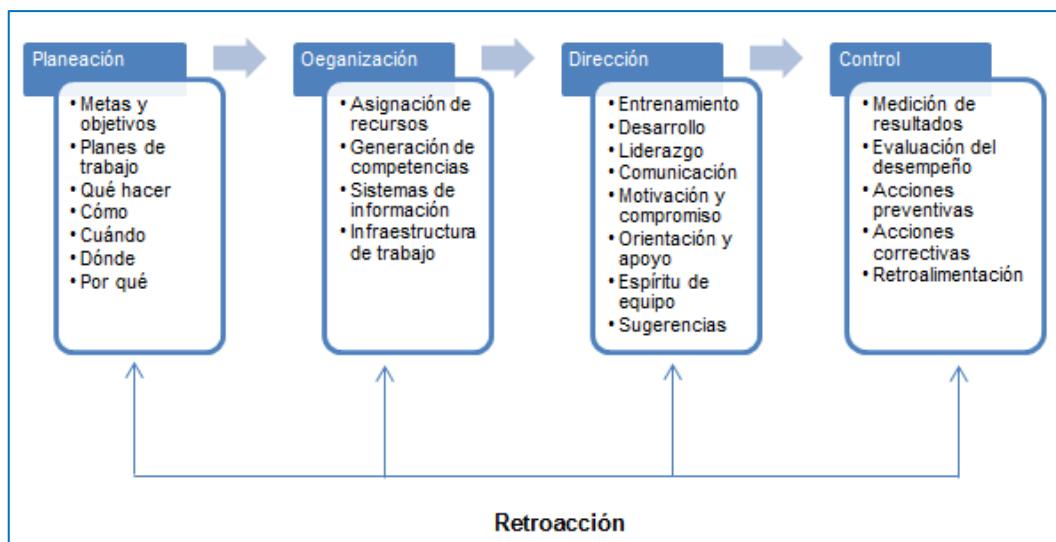 Planeación
• Metas y
objetivos
• Planes de
trabajo
• Qué hacer
• Cómo
• Cuándo
• Dónde
• Por qué
Oeganización
• Asignación de
recursos
• Generación de
competencias
• Sistemas de
información
• Infraestructura
de trabajo
Dirección
• Entrenamiento
• Desarrollo
• Liderazgo
• Comunicación
• Motivación y
compromiso
• Orientación y
apoyo
• Espíritu de
equipo
• Sugerencias
Control
• Medición de
resultados
• Evaluación del
desempeño
• Acciones
preventivas
• Acciones
correctivas
• Retroalimentación
Retroacción